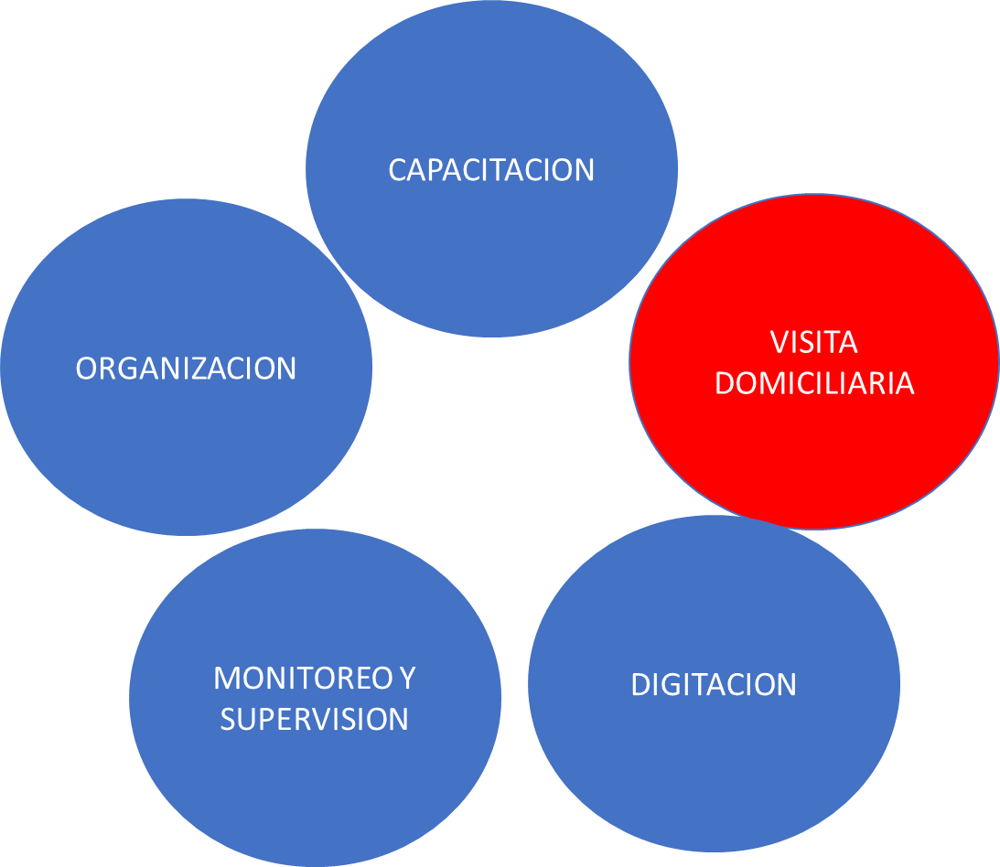 CAPACITACION
ORGANIZACION
VISITA
DOMICILIARIA
MONITOREO Y
SUPERVISION
DIGITACION